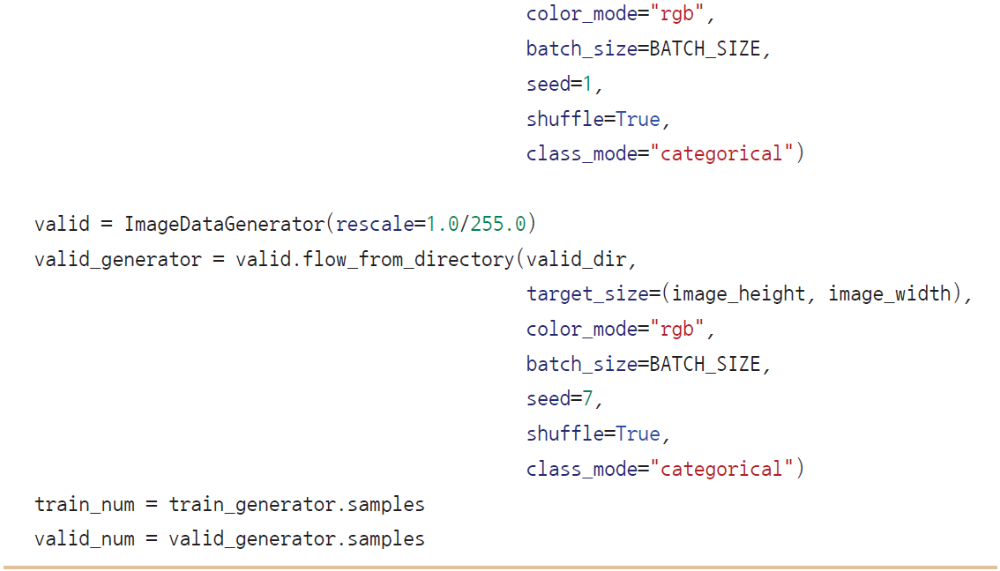 color_mode="rgb",
batch_size=BATCH_SIZE,
seed=1,
shuffle=True,
class_mode="categorical")
valid = ImageDataGenerator(rescale=1.0/255.0)
valid_generator = valid.flow_from_directory(valid_dir,
target_size=(image_height, image_width),
color_mode="rgb",
batch_size=BATCH_SIZE,
seed=7,
shuffle=True,
class_mode="categorical")
train_num = train_generator.samples
valid_num = valid_generator.samples